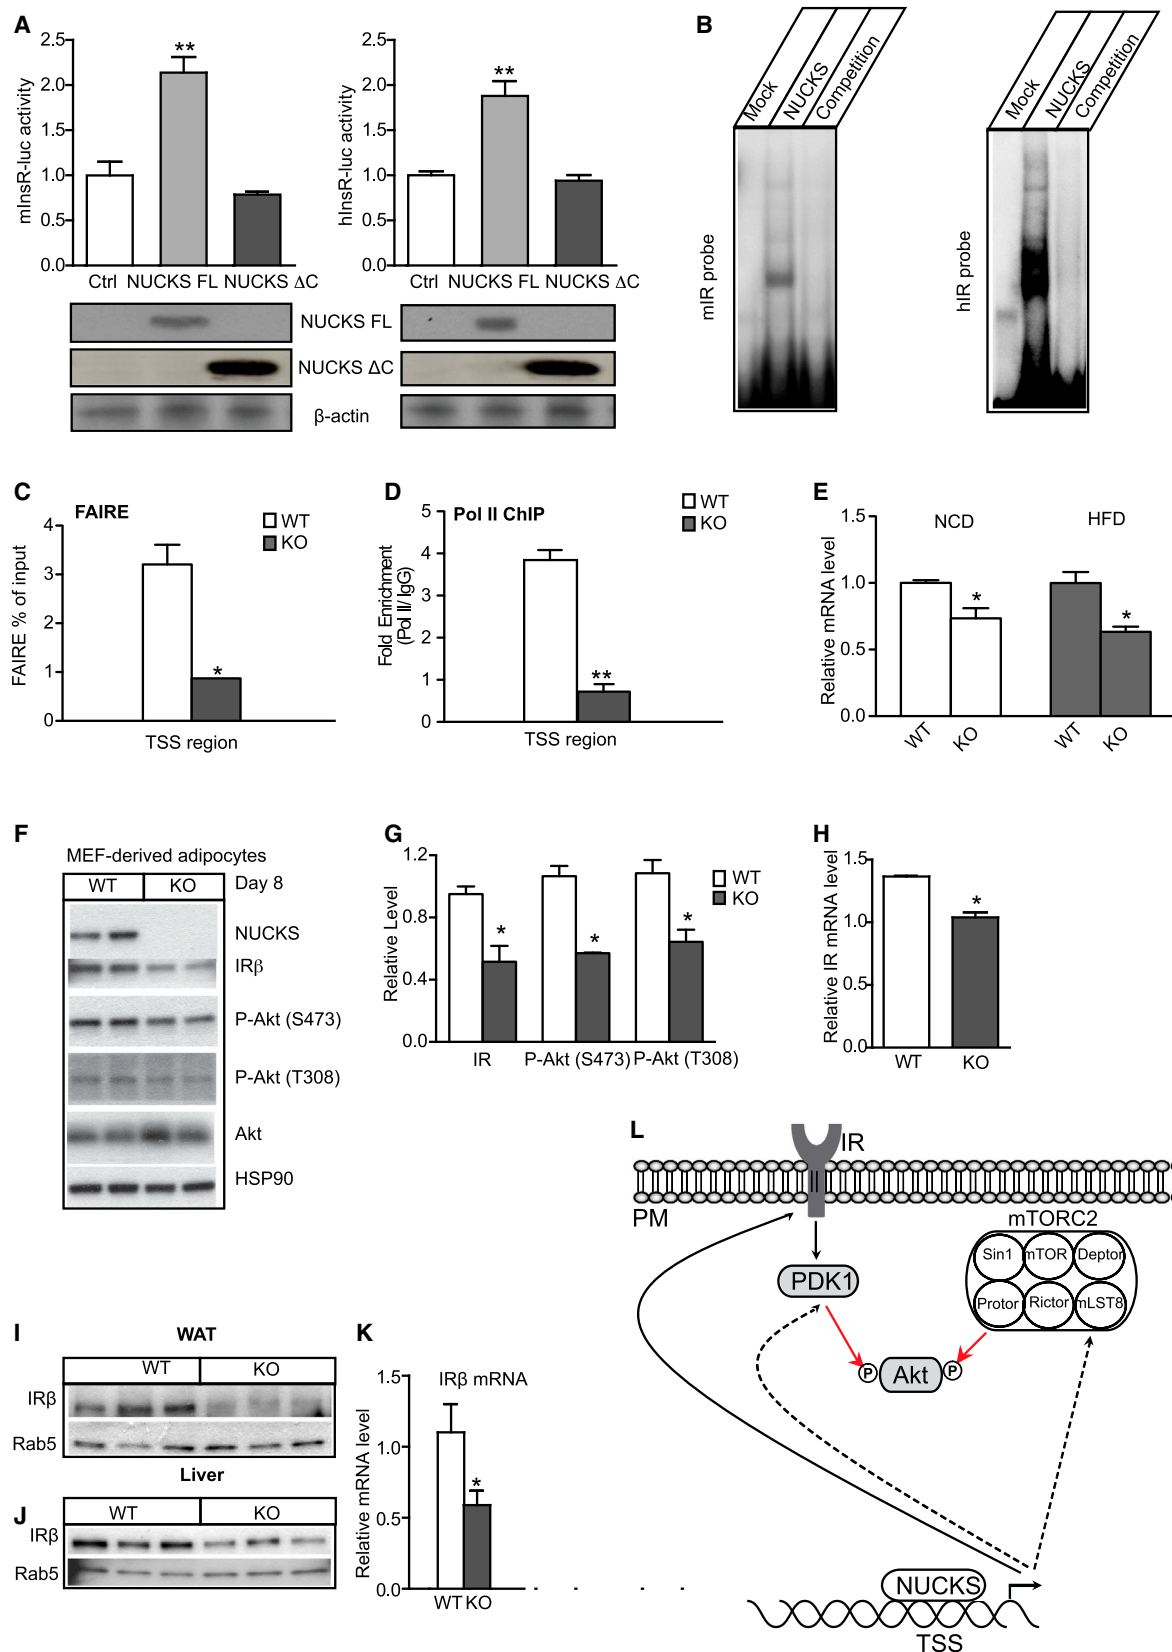 A
mInsR-luc activity
2.5
2.0
1.5
1.0
0.5
0.0
**
Ctrl NUCKS FL NUCKS ΔC
hInsR-luc activity
2.5
2.0
1.5
1.0
0.5
0.0
**
Ctrl NUCKS FL NUCKS ΔC
NUCKS FL
NUCKS ΔC
β-actin
B
Mock
NUCKS
Competition
mIR probe
Mock
NUCKS
Competition
hIR probe
C
FAIRE
WT
KO
FAIRE % of input
4
3
2
1
0
*
TSS region
D
Pol II ChIP
WT
KO
Fold Enrichment
(Pol II/ IgG)
5
4
3
2
1
0
**
TSS region
E
NCD
HFD
Relative mRNA level
1.5
1.0
0.5
0.0
*
*
WT
KO
WT
KO
F
MEF-derived adipocytes
WT
KO
Day 8
NUCKS
IRβ
P-Akt (S473)
P-Akt (T308)
Akt
HSP90
G
Relative Level
1.2
0.8
0.4
0.0
WT
KO
*
*
*
IR
P-Akt (S473)
P-Akt (T308)
H
Relative IR mRNA level
1.5
1.0
0.5
0.0
*
WT
KO
I
WAT
WT
KO
IRβ
Rab5
J
Liver
WT
KO
IRβ
Rab5
K
IRβ mRNA
Relative mRNA level
1.5
1.0
0.5
0.0
*
WT KO
L
IR
PM
mTORC2
Sin1
mTOR
Deptor
Protor
Rictor
mLST8
PDK1
P
Akt
P
NUCKS
TSS